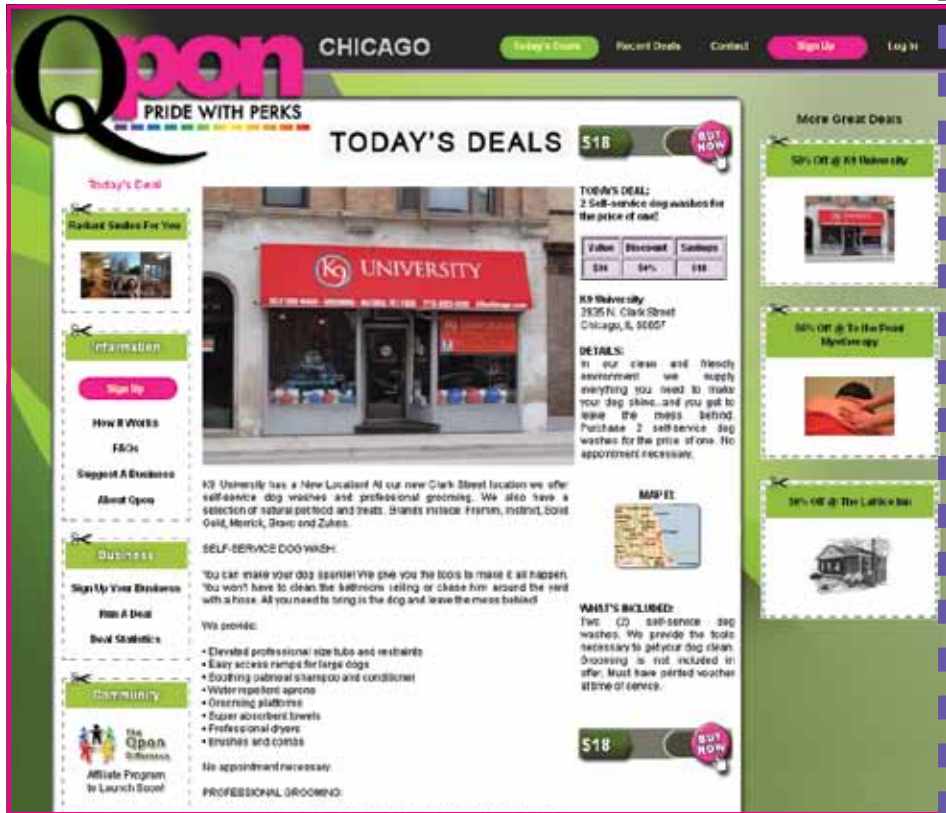 Qpon
PRIDE WITH PERKS
CHICAGO
Today's Deals
Recent Deals
Contact
Sign Up
Log In
TODAY'S DEALS
$18
BUY NOW
More Great Deals
Today's Deal
Radiant Smiles For You
Information
Sign Up
How It Works
FAQs
Suggest A Business
About Qpon
Business
Sign Up Your Business
Run A Deal
Deal Statistics
Community
The
Qpon
Difference
Affiliate Program
to Launch Soon!
K9 UNIVERSITY
K9 University has a New Location! At our new Clark Street location we offer
self-service dog washes and professional grooming. We also have a
selection of natural pet food and treats. Brands include: Fromm, Instinct, Solid
Gold, Merrick, Bravo and Zukes.
SELF-SERVICE DOG WASH:
You can make your dog sparkle! We give you the tools to make it all happen.
You won't have to clean the bathroom ceiling or chase him around the yard
with a hose. All you need to bring is the dog and leave the mess behind!
We provide:
• Elevated professional size tubs and restraints
• Easy access ramps for large dogs
• Soothing oatmeal shampoo and conditioner
• Water repellent aprons
• Grooming platforms
• Super absorbent towels
• Professional dryers
• Brushes and combs
No appointment necessary.
PROFESSIONAL GROOMING:
TODAY'S DEAL:
2 Self-service dog washes for
the price of one!
Value Discount Savings
$18
K9 University
2935 N. Clark Street
Chicago, IL 60657
DETAILS:
In our clean and friendly
environment we supply
everything you need to make
your dog shine...and you get to
leave the mess behind.
Purchase 2 self-service dog
washes for the price of one. No
appointment necessary.
MAP IT:
WHAT'S INCLUDED:
Two (2) self-service dog
washes. We provide the tools
necessary to get your dog clean.
Grooming is not included in
offer. Must have printed voucher
at time of service.
$18
BUY NOW
50% Off @ K9 University
50% Off @ To the Point
50% Off @ The Lattice Inn